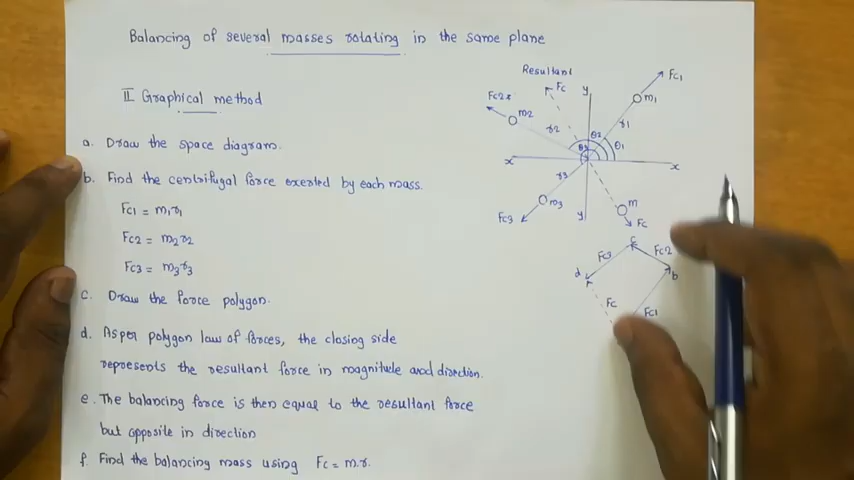 Balancing of several masses rotating in the same plane
II Graphical method
a. Draw the space diagram.
b. Find the centrifugal force exerted by each mass.
Fc1 = m1r1
Fc2 = m2r2
Fc3 = m3r3
c. Draw the force polygon.
d. As per polygon law of forces, the closing side
represents the resultant force in magnitude and direction.
e. The balancing force is then equal to the resultant force
but opposite in direction
f. Find the balancing mass using Fc = m.r.
Resultant
Fc
y
Fc1
m1
Fc2
m2
r2
θ2
r1
θ3
θ1
x
x
r3
m3
m
Fc3
y
Fc
c
Fc3
Fc2
d
b
Fc
Fc1